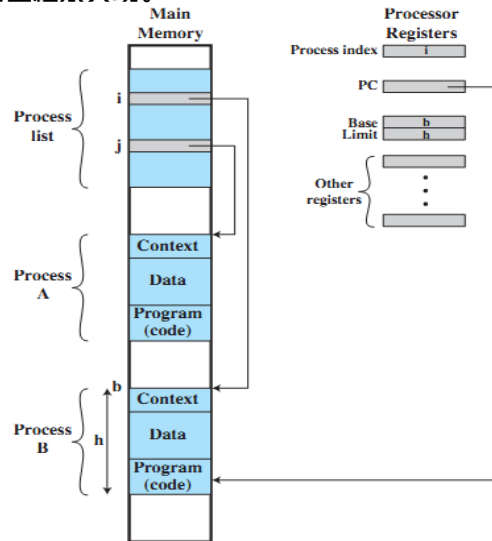 Main
Memory
Processor
Registers
Process index
i
PC
Base
b
Limit
h
Other
registers
Process
list
i
j
Process
A
Context
Data
Program
(code)
Process
B
b
h
Context
Data
Program
(code)